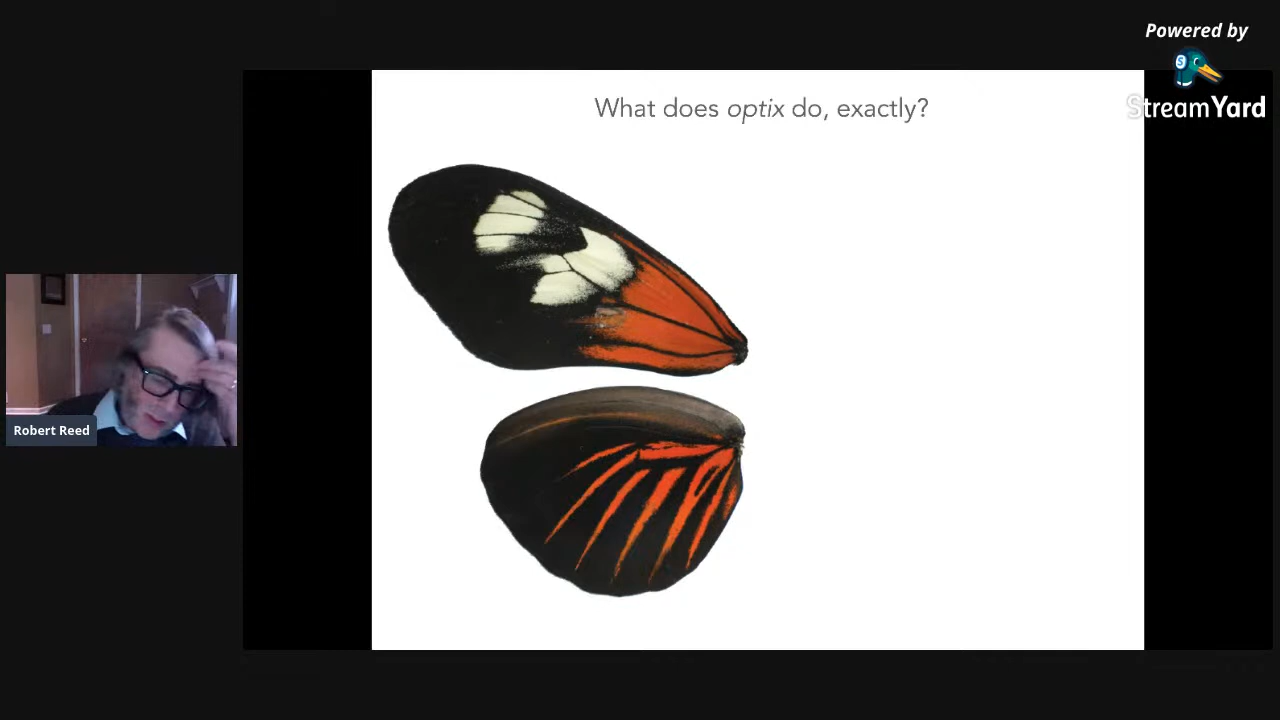 Powered by
StreamYard
What does optix do, exactly?
Robert Reed